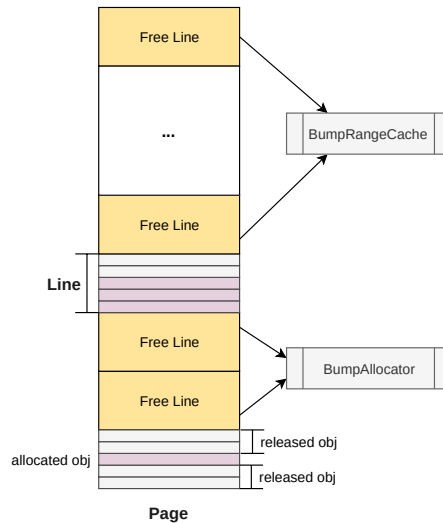 Free Line
...
BumpRangeCache
Free Line
Line
Free Line
BumpAllocator
Free Line
released obj
allocated obj
released obj
Page